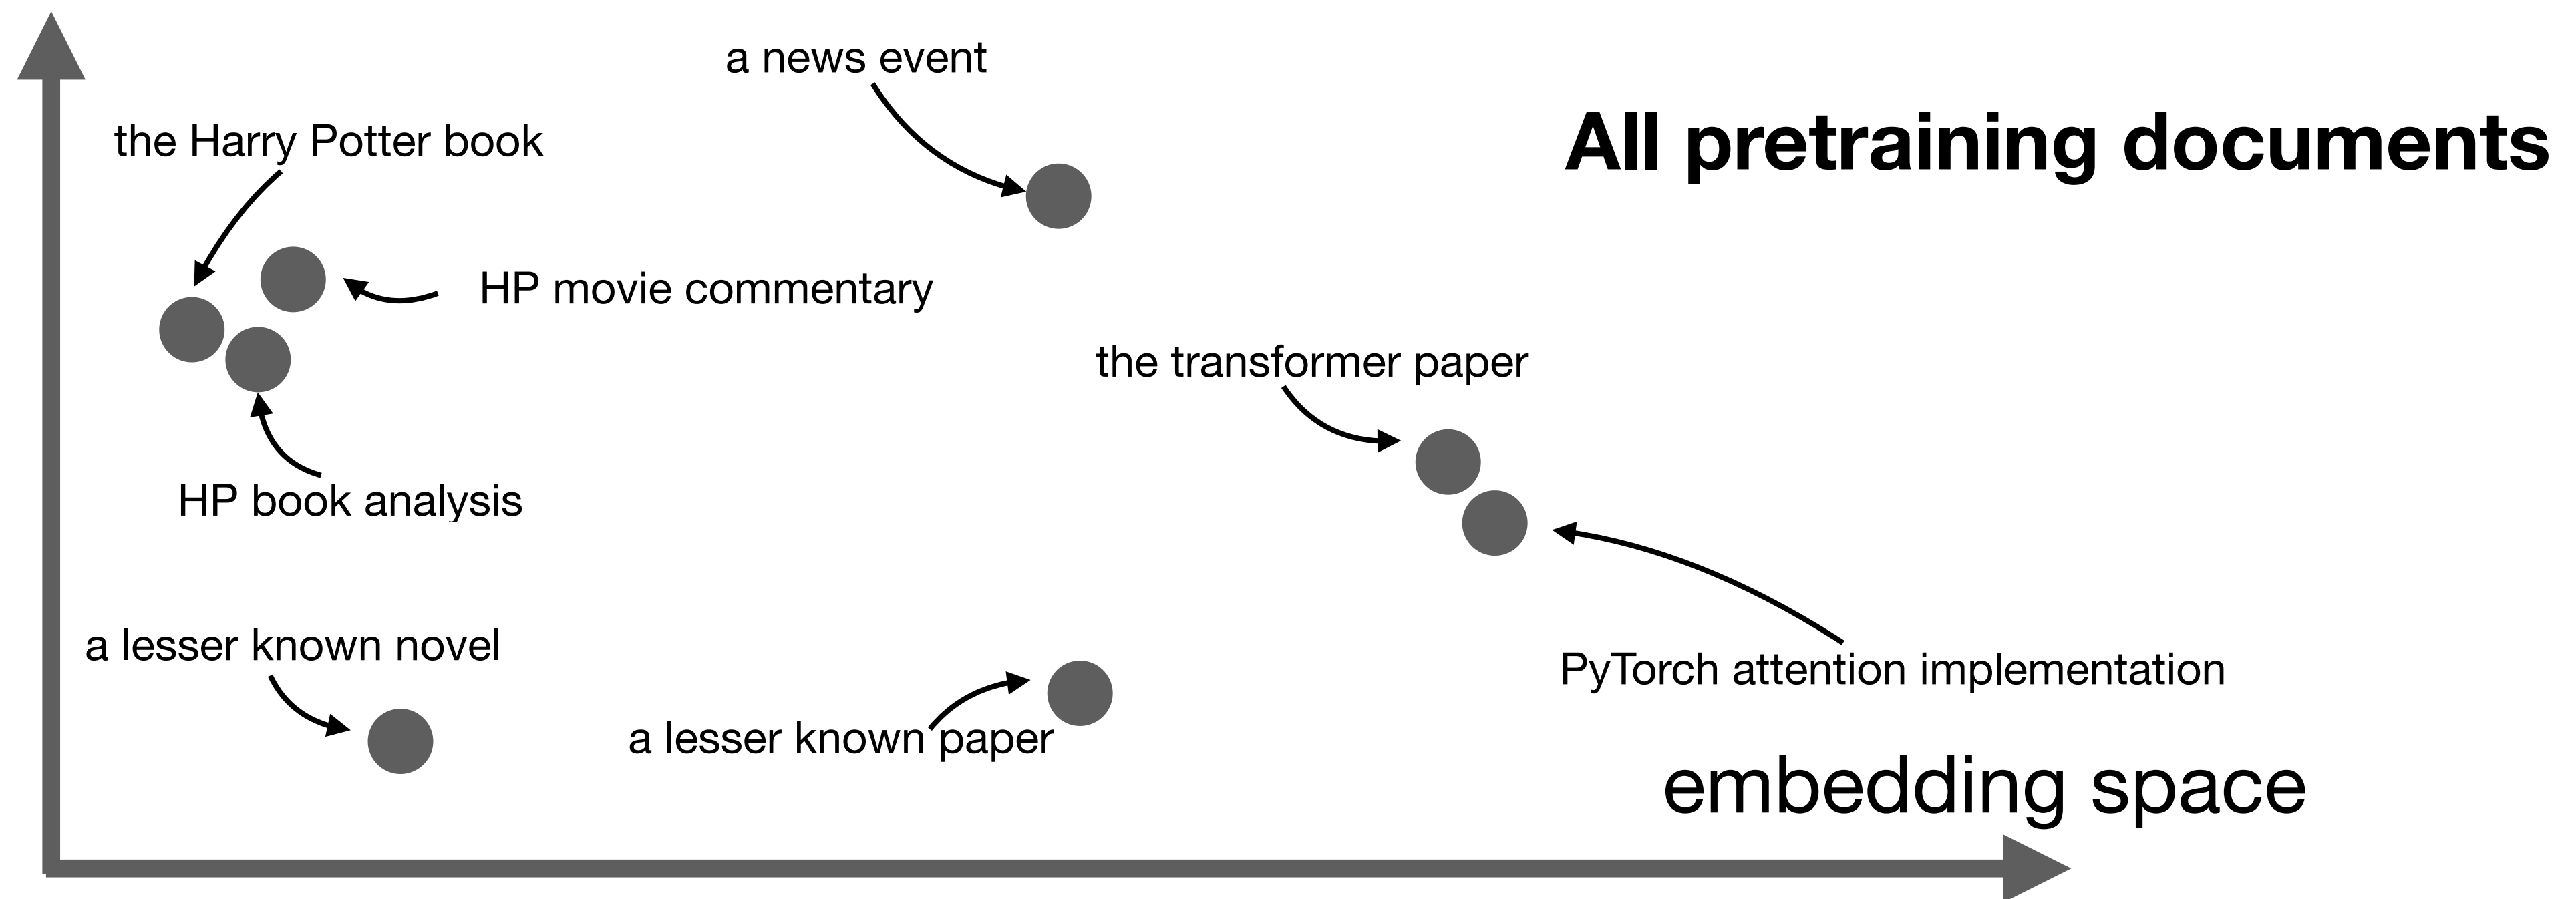 a news event
the Harry Potter book
All pretraining documents
HP movie commentary
the transformer paper
HP book analysis
a lesser known novel
PyTorch attention implementation
a lesser known paper
embedding space